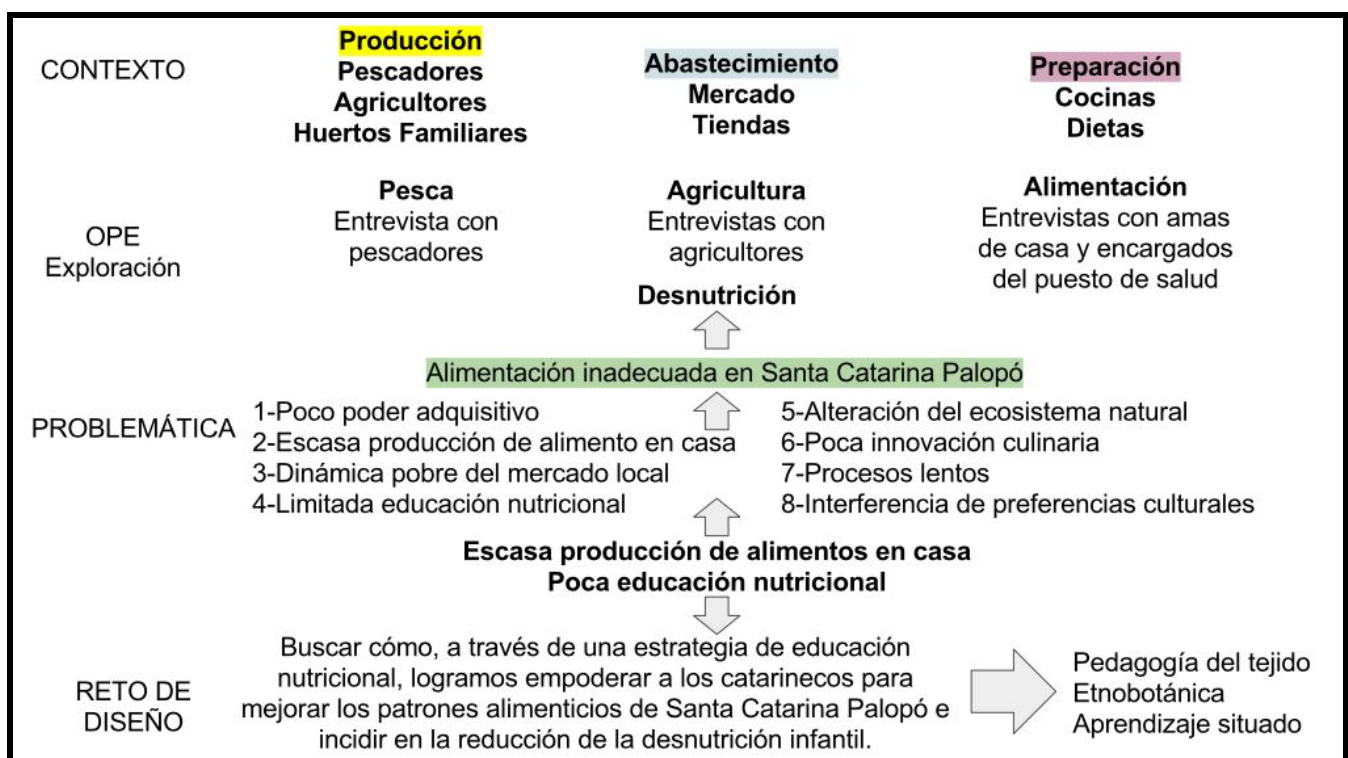 CONTEXTO
Producción
Pescadores
Agricultores
Huertos Familiares
Abastecimiento
Mercado
Tiendas
Preparación
Cocinas
Dietas
OPE
Exploración
Pesca
Entrevista con
pescadores
Agricultura
Entrevistas con
agricultores
Alimentación
Entrevistas con amas
de casa y encargados
del puesto de salud
Desnutrición
Alimentación inadecuada en Santa Catarina Palopó
PROBLEMÁTICA
1-Poco poder adquisitivo
2-Escasa producción de alimento en casa
3-Dinámica pobre del mercado local
4-Limitada educación nutricional
5-Alteración del ecosistema natural
6-Poca innovación culinaria
7-Procesos lentos
8-Interferencia de preferencias culturales
Escasa producción de alimentos en casa
Poca educación nutricional
RETO DE
DISEÑO
Buscar cómo, a través de una estrategia de educación
nutricional, logramos empoderar a los catarinecos para
mejorar los patrones alimenticios de Santa Catarina Palopó e
incidir en la reducción de la desnutrición infantil.
Pedagogía del tejido
Etnobotánica
Aprendizaje situado